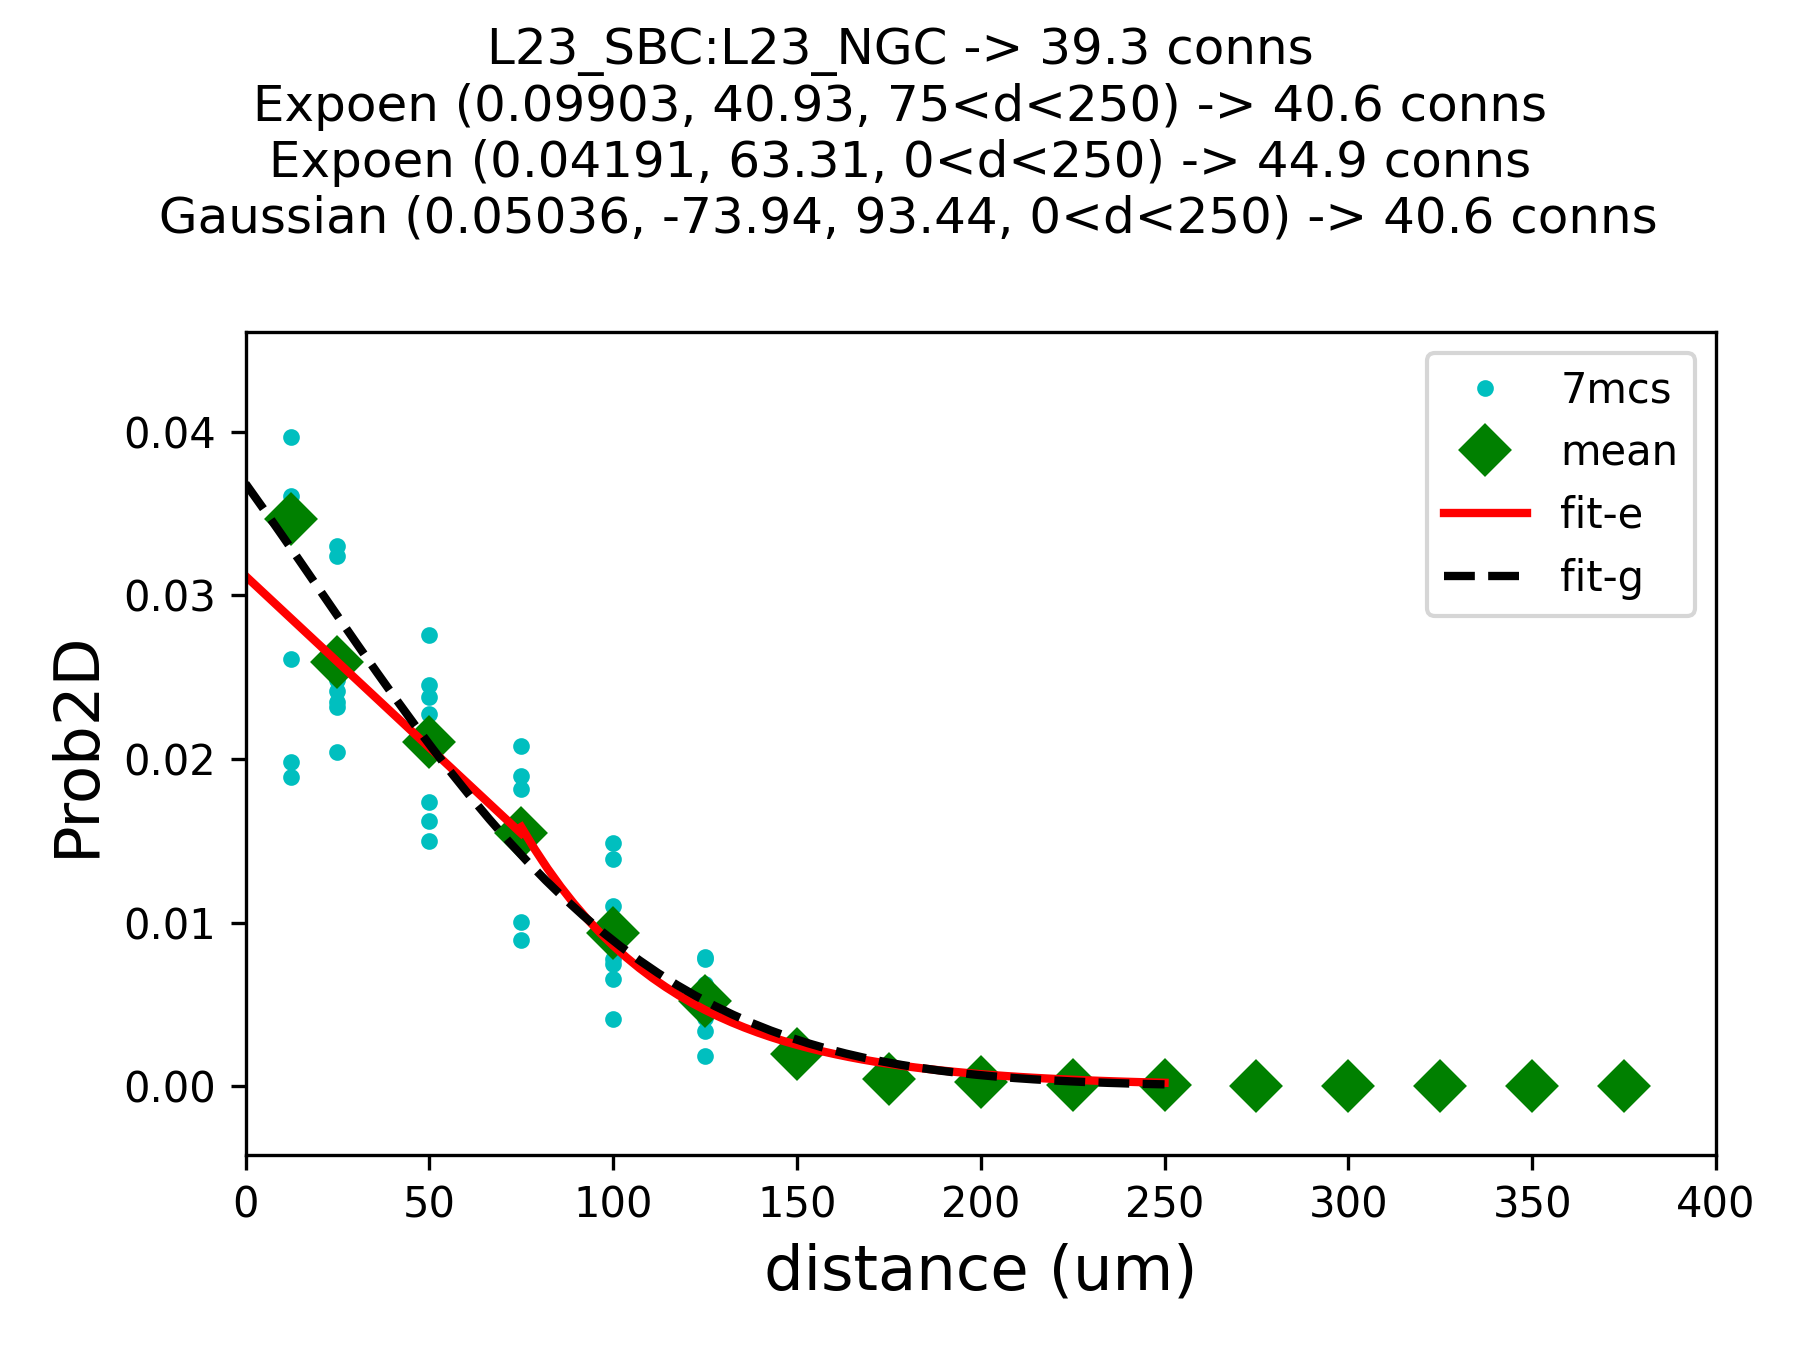 L23_SBC:L23_NGC -> 39.3 conns
Expoen (0.09903, 40.93, 75<d<250) -> 40.6 conns
Expoen (0.04191, 63.31, 0<d<250) -> 44.9 conns
Gaussian (0.05036, -73.94, 93.44, 0<d<250) -> 40.6 conns
7mcs
mean
fit-e
fit-g
Prob2D
0.04
0.03
0.02
0.01
0.00
0 50 100 150 200 250 300 350 400
distance (um)